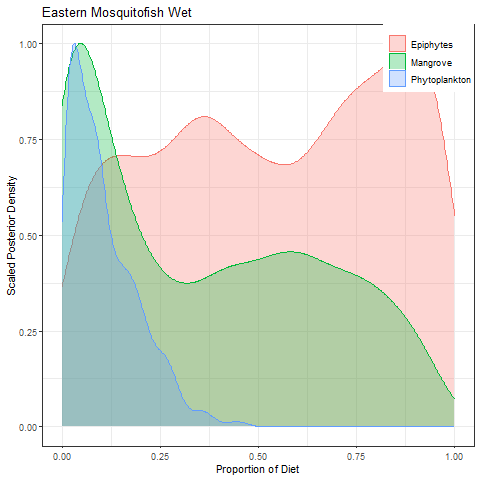 Eastern Mosquitofish Wet
Epiphytes
Mangrove
Phytoplankton
Scaled Posterior Density
1.00
0.75
0.50
0.25
0.00
0.00 0.25 0.50 0.75 1.00
Proportion of Diet